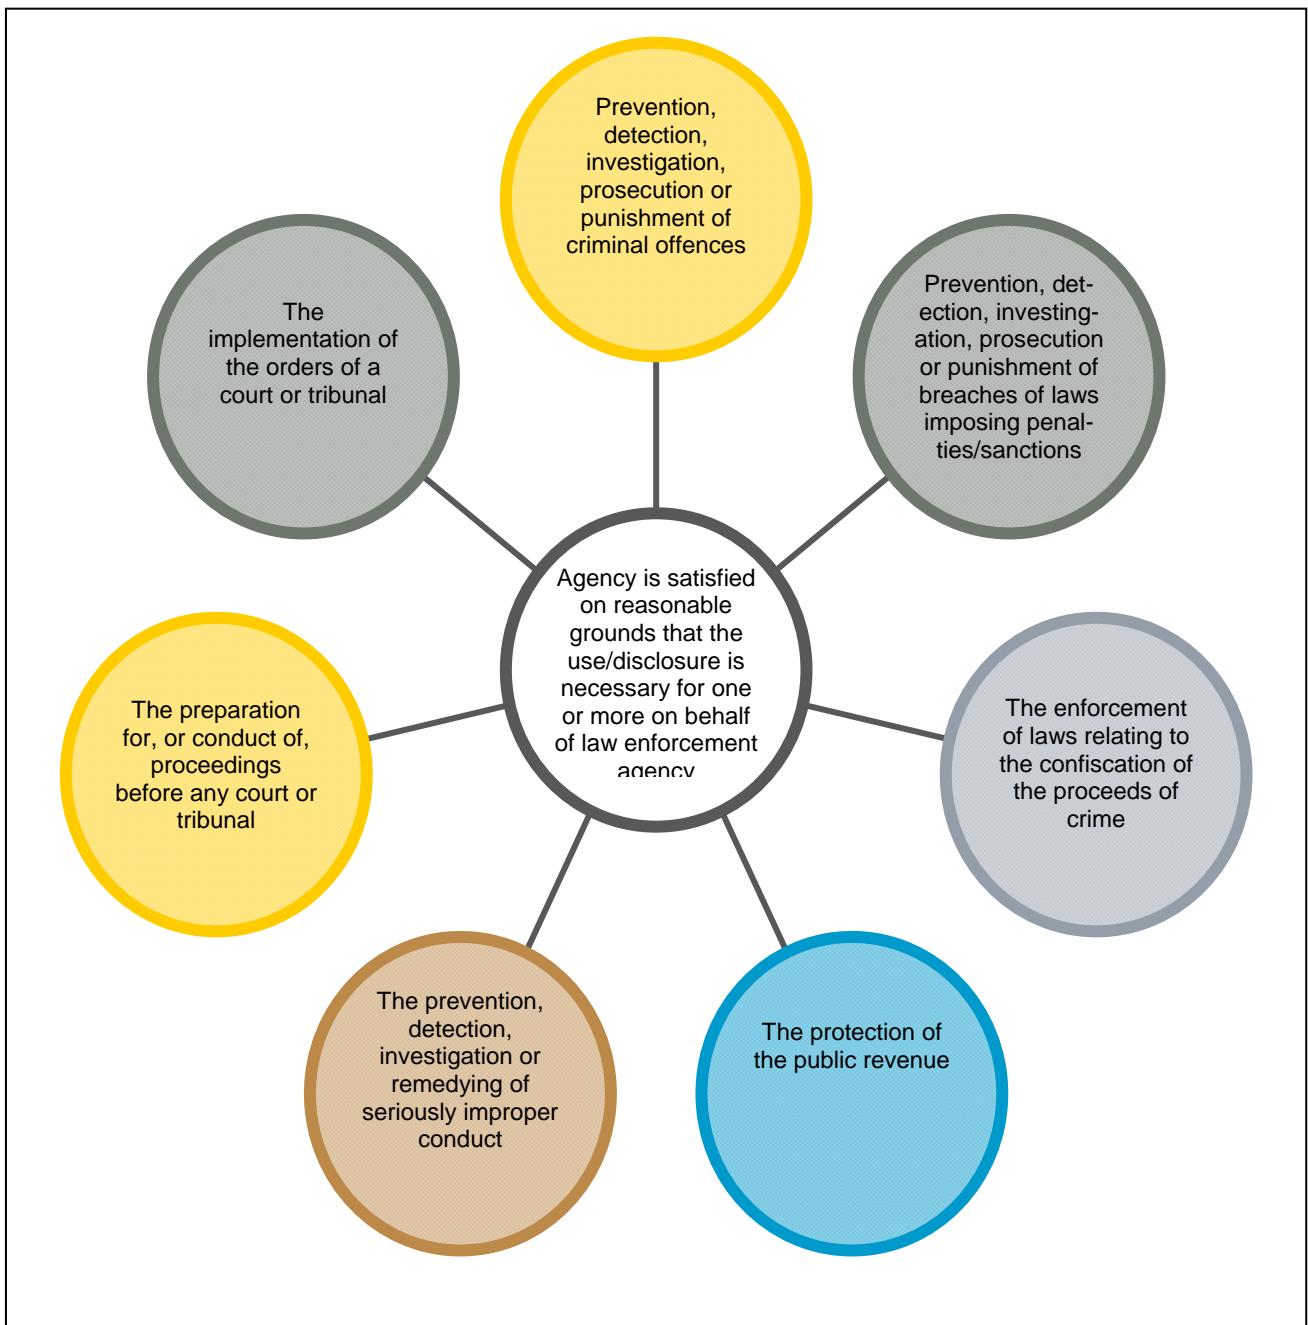 Prevention,
detection,
investigation,
prosecution or
punishment of
criminal offences
Prevention, det-
ection, investing-
ation, prosecution
or punishment of
breaches of laws
imposing penal-
ties/sanctions
The
implementation of
the orders of a
court or tribunal
Agency is satisfied
on reasonable
grounds that the
use/disclosure is
necessary for one
or more on behalf
of law enforcement
agency
The preparation
for, or conduct of,
proceedings
before any court or
tribunal
The enforcement
of laws relating to
the confiscation of
the proceeds of
crime
The prevention,
detection,
investigation or
remedying of
seriously improper
conduct
The protection of
the public revenue